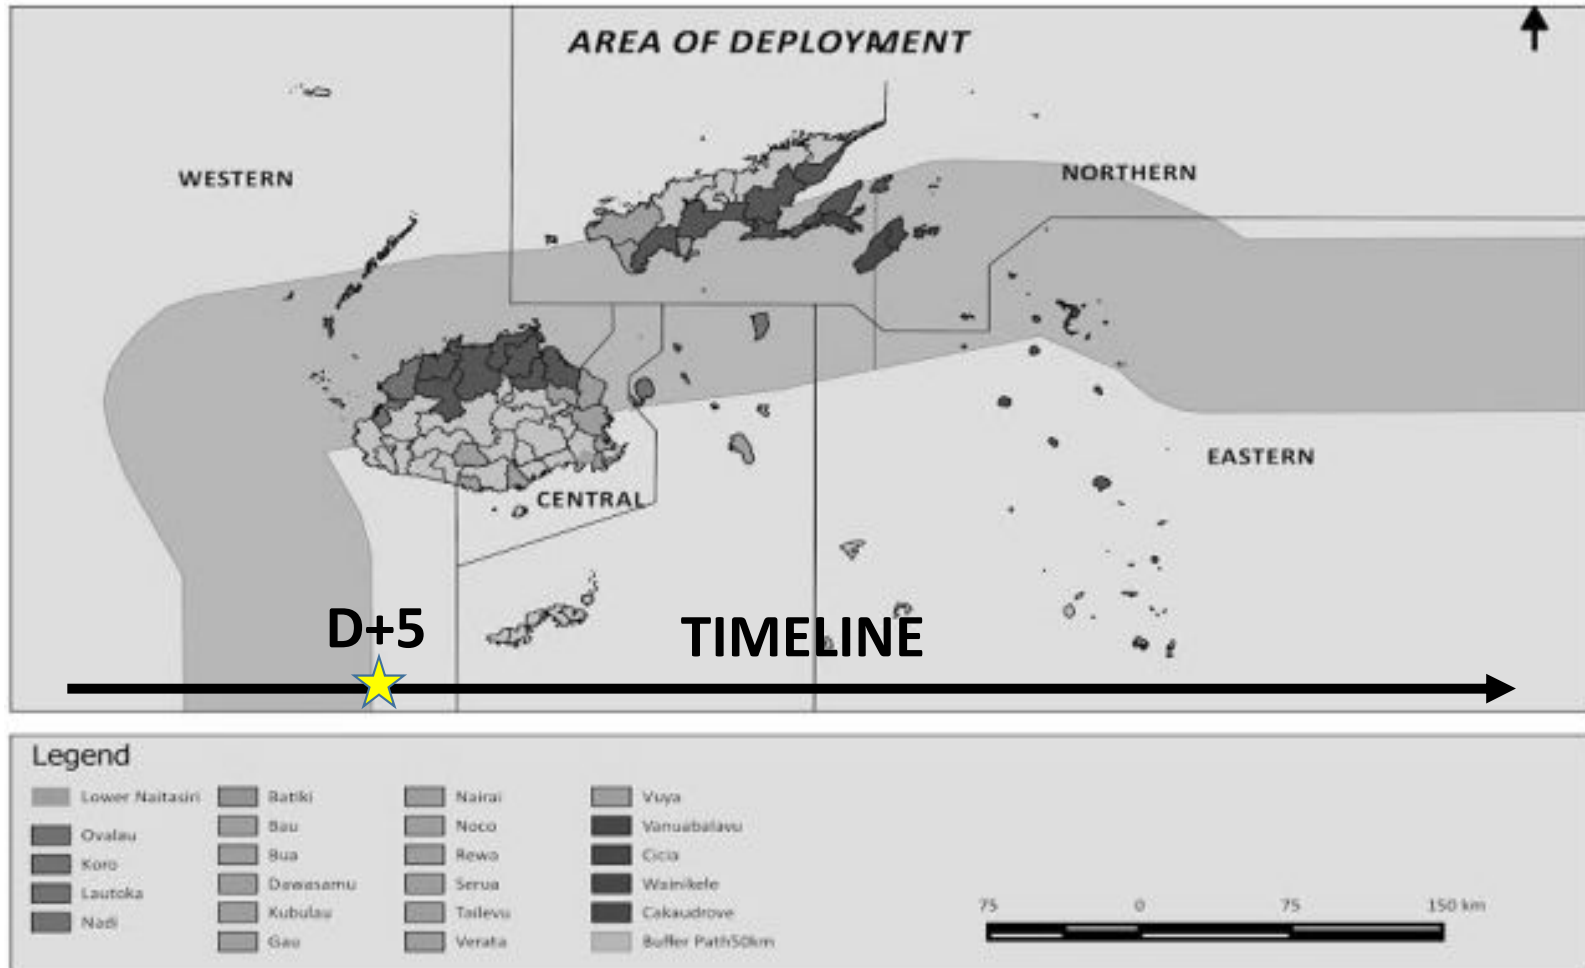 AREA OF DEPLOYMENT
WESTERN
NORTHERN
EASTERN
CENTRAL
D+5
TIMELINE
Legend
Lower Naitasiri
Ovalau
Koro
Lautoka
Nadi
Batiki
Bau
Bua
Dawasamu
Kubulau
Gau
Nairai
Noco
Rewa
Serua
Tailevu
Verata
Vuya
Vanuabalavu
Cicia
Wainikele
Cakaudrove
Buffer Path50km
75 0 75 150 km